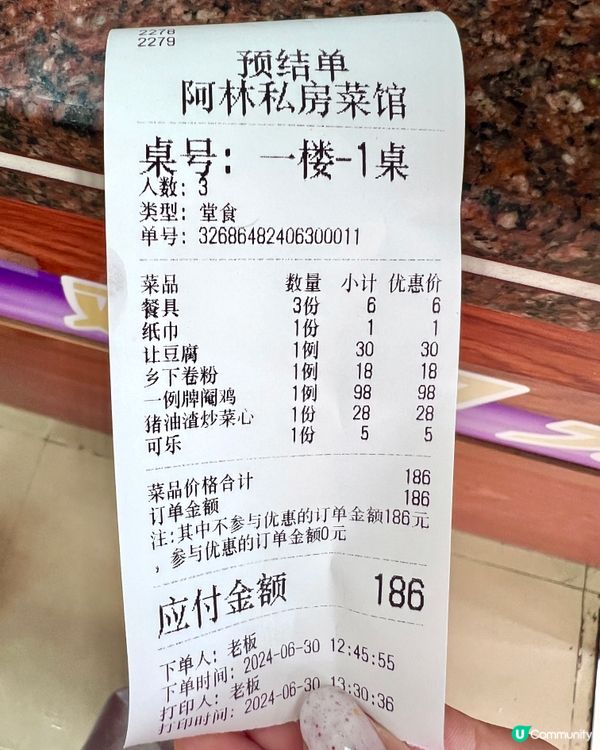 2278
2279
预结单
阿林私房菜馆
桌号：一楼-1桌
人数：3
类型：堂食
单号：32686482406300011
菜品 数量 小计 优惠价
餐具 3份 6 6
纸巾 1份 1 1
让豆腐 1例 30 30
乡下卷粉 1例 18 18
一例牌阉鸡 1例 98 98
猪油渣炒菜心 1份 28 28
可乐 1份 5 5
菜品价格合计 186
订单金额 186
注：其中不参与优惠的订单金额186元
，参与优惠的订单金额0元
应付金额 186
下单人：老板
下单时间：2024-06-30 12:45:55
打印人：老板
打印时间：2024-06-30 13:30:36
U Community